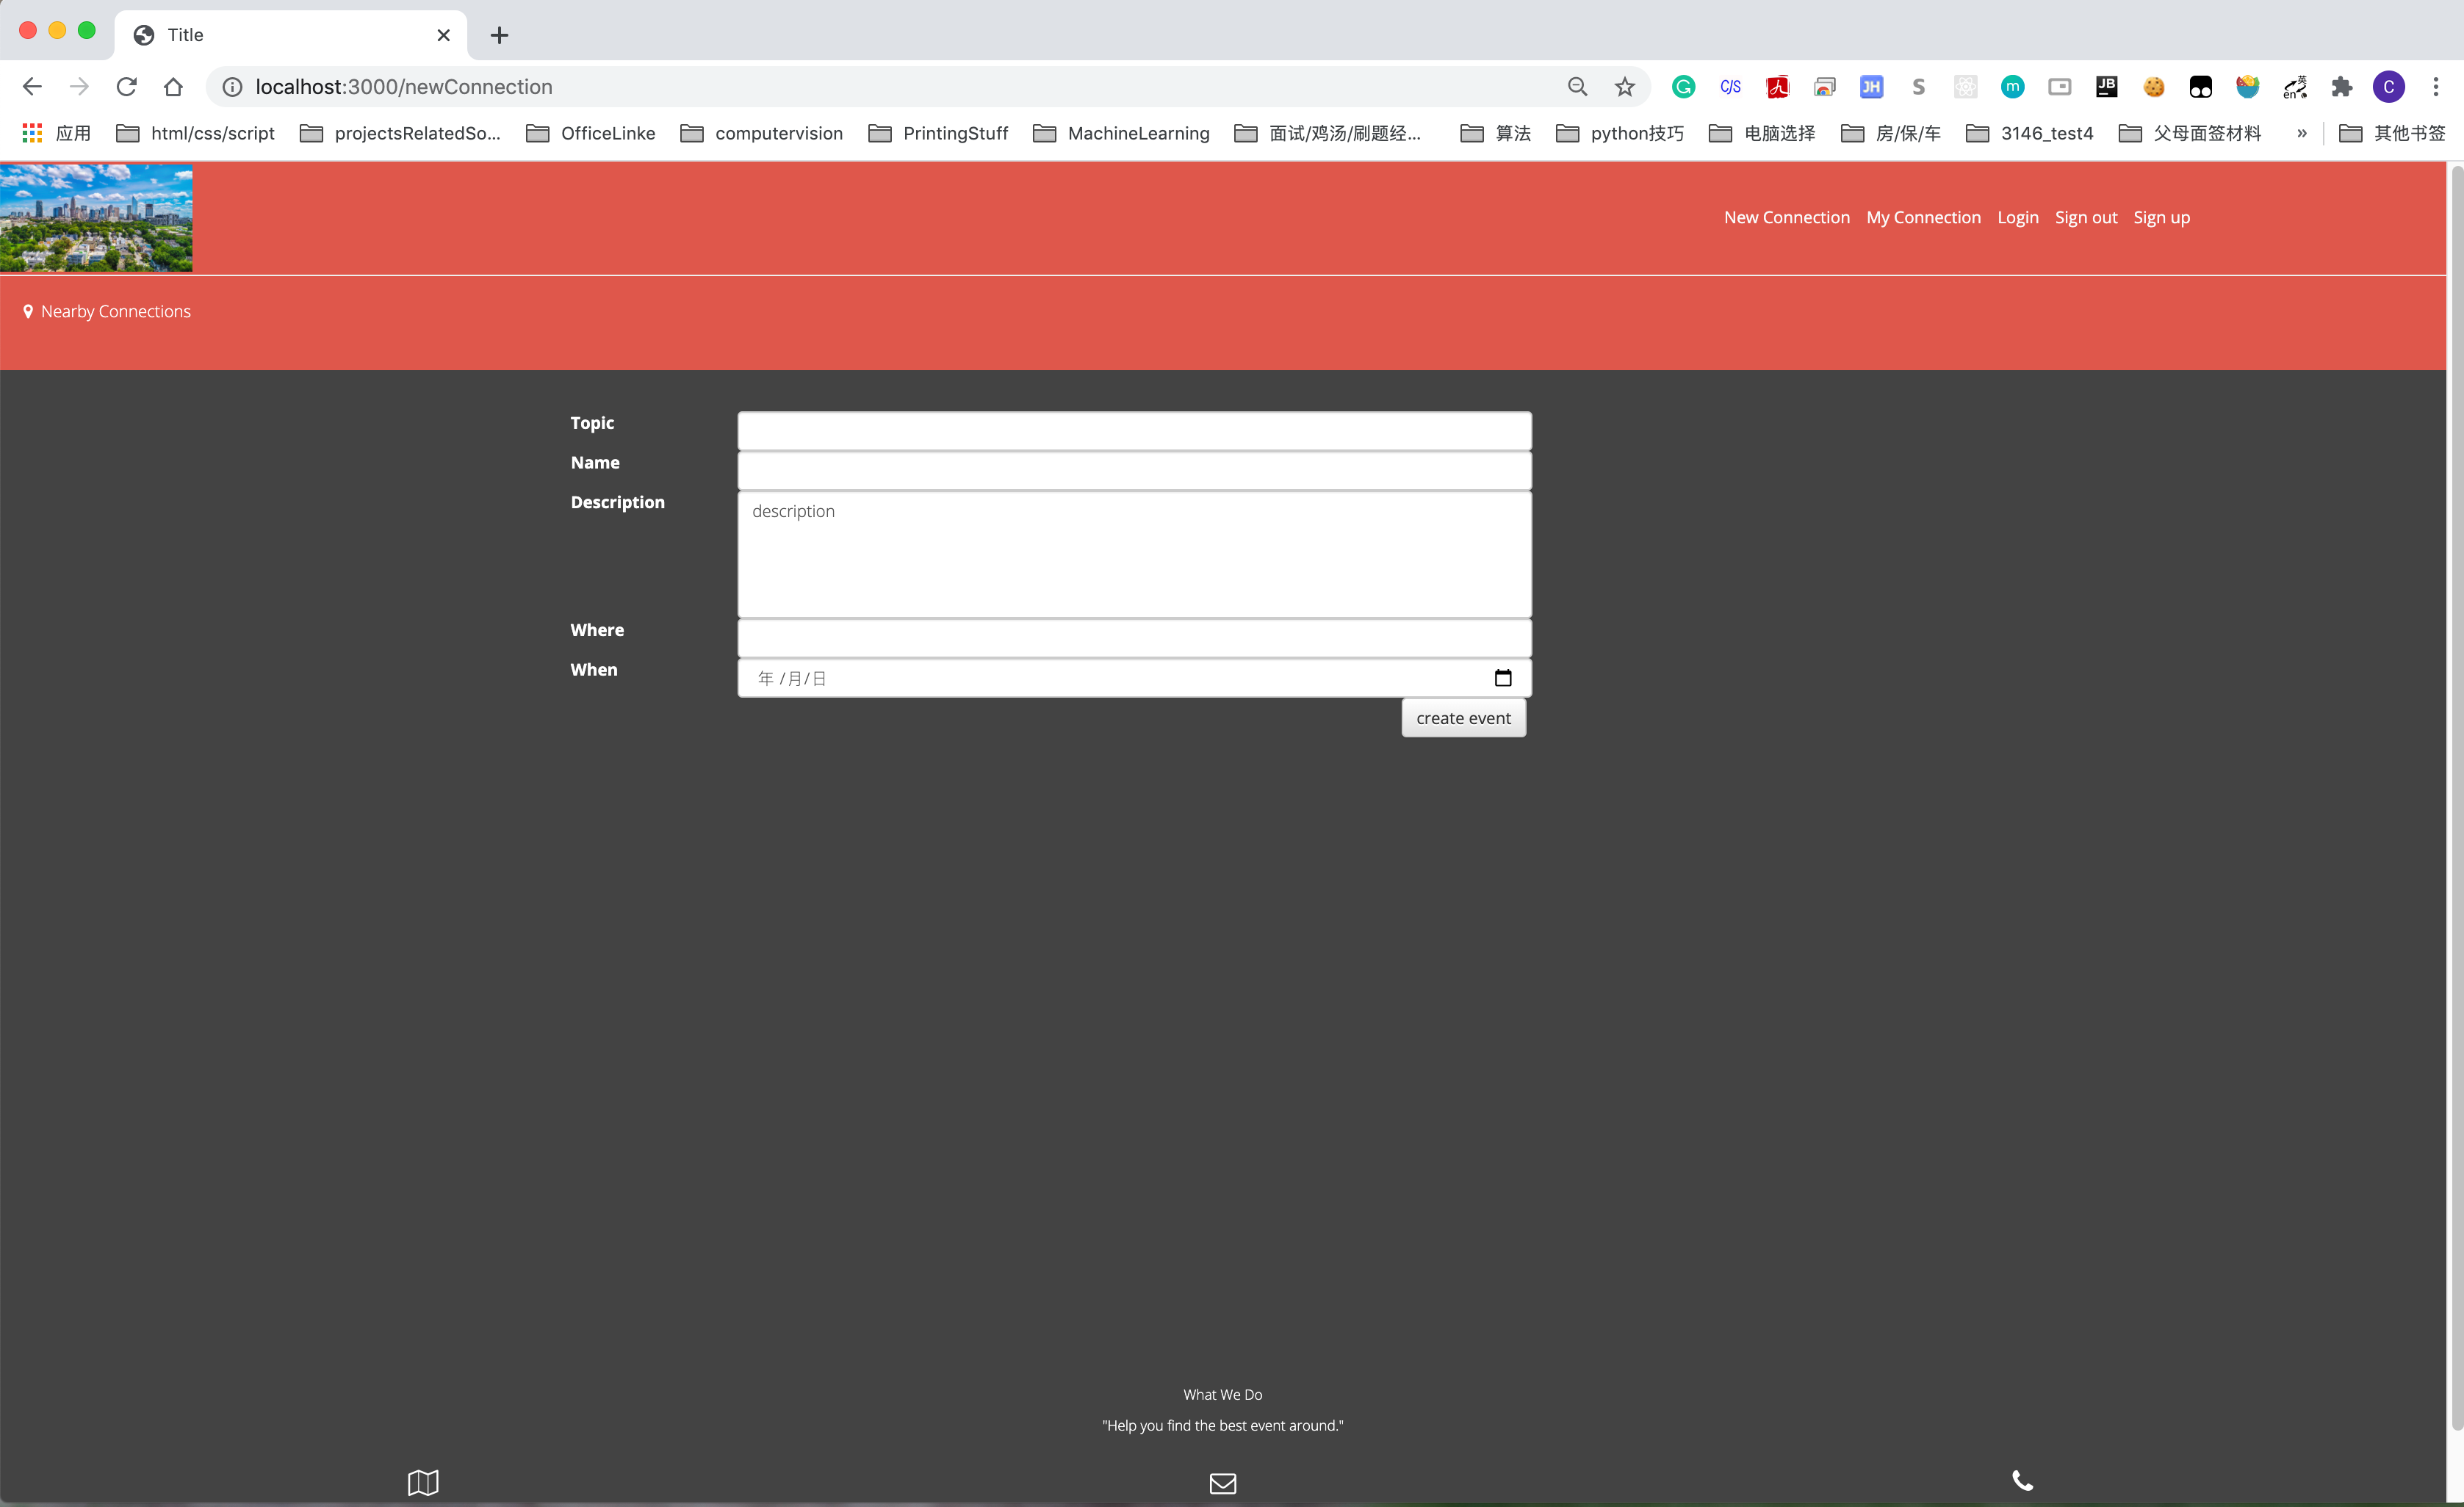 Title
localhost:3000/newConnection
应用 html/css/script projectsRelatedSo... OfficeLinke computervision PrintingStuff MachineLearning 面试/鸡汤/刷题经... 算法 python技巧 电脑选择 房/保/车 3146_test4 父母面签材料 » 其他书签
New Connection My Connection Login Sign out Sign up
Nearby Connections
Topic
Name
Description description
Where
When 年 /月/日
create event
What We Do
"Help you find the best event around."